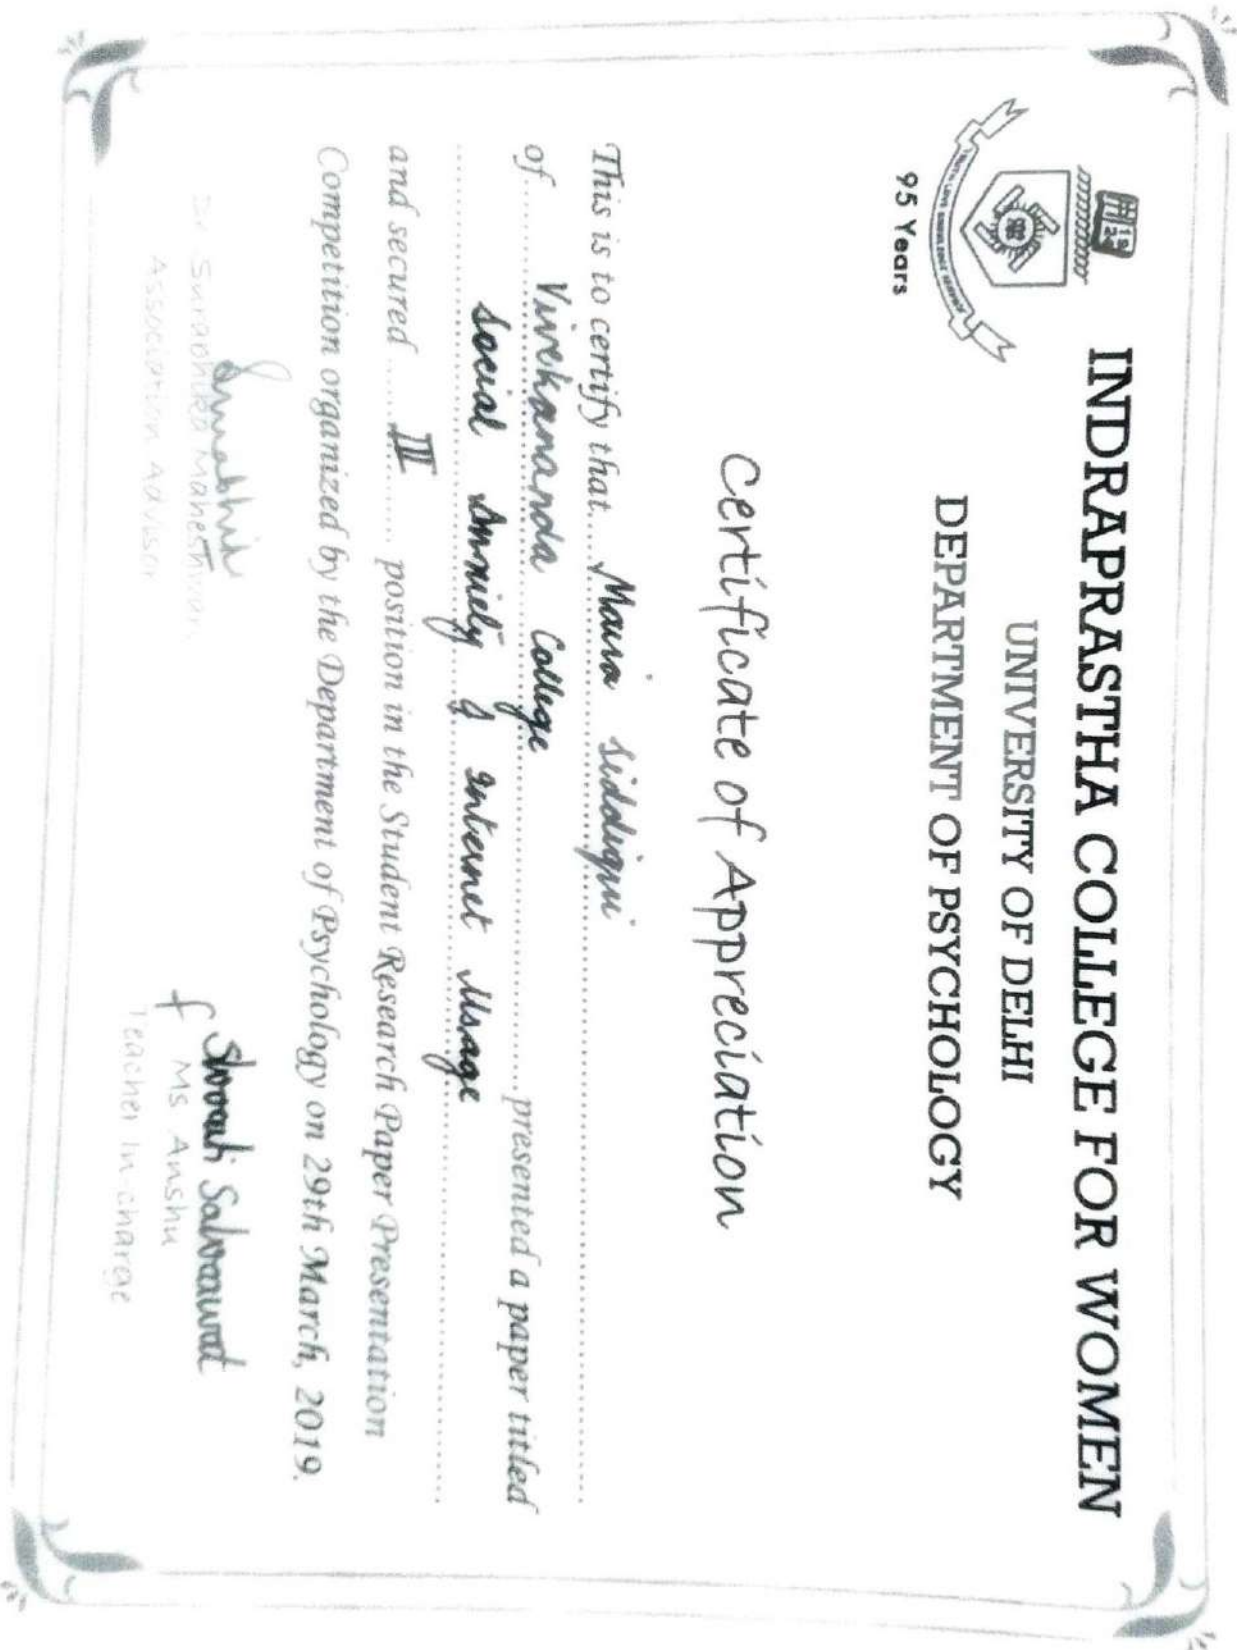 INDRAPRASTHA COLLEGE FOR WOMEN
UNIVERSITY OF DELHI
DEPARTMENT OF PSYCHOLOGY
95 Years
Certificate of Appreciation
This is to certify that.... Siddiqui
of.... Vivekananda College ....presented a paper titled
Social Anxiety & Internet Usage
and secured .... III .... position in the Student Research Paper Presentation
Competition organized by the Department of Psychology on 29th March, 2019.
Dr Surabhika Maheshwari
Association Advisor
Ms Anshu
Teacher In-charge